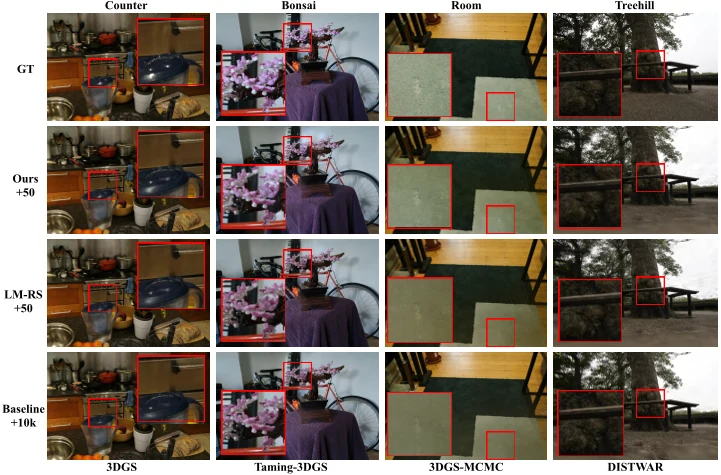 Counter Bonsai Room Treehill
GT
Ours
+50
LM-RS
+50
Baseline
+10k
3DGS Taming-3DGS 3DGS-MCMC DISTWAR